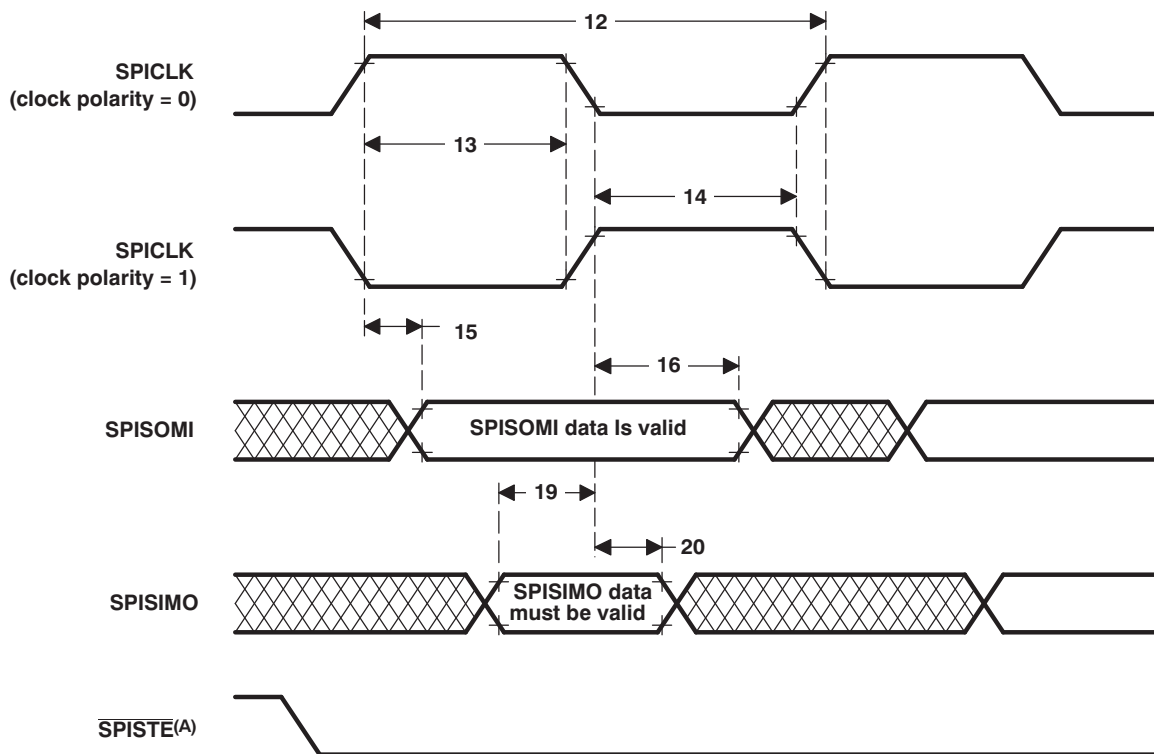 12
SPICLK
(clock polarity = 0)
13
14
SPICLK
(clock polarity = 1)
15
16
SPISOMI
SPISOMI data Is valid
19
20
SPISIMO
SPISIMO data
must be valid
SPISTE(A)